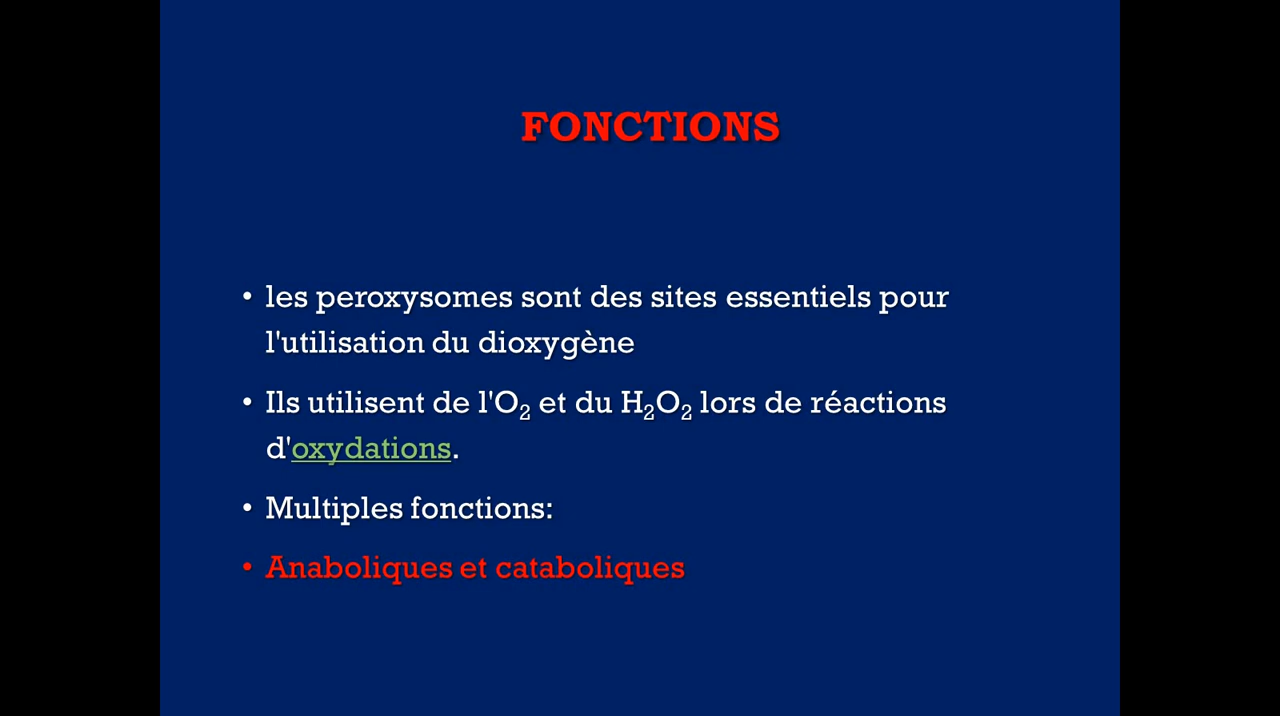 FONCTIONS
• les peroxysomes sont des sites essentiels pour
l'utilisation du dioxygène
• Ils utilisent de l'O₂ et du H₂O₂ lors de réactions
d'oxydations.
• Multiples fonctions:
• Anaboliques et cataboliques